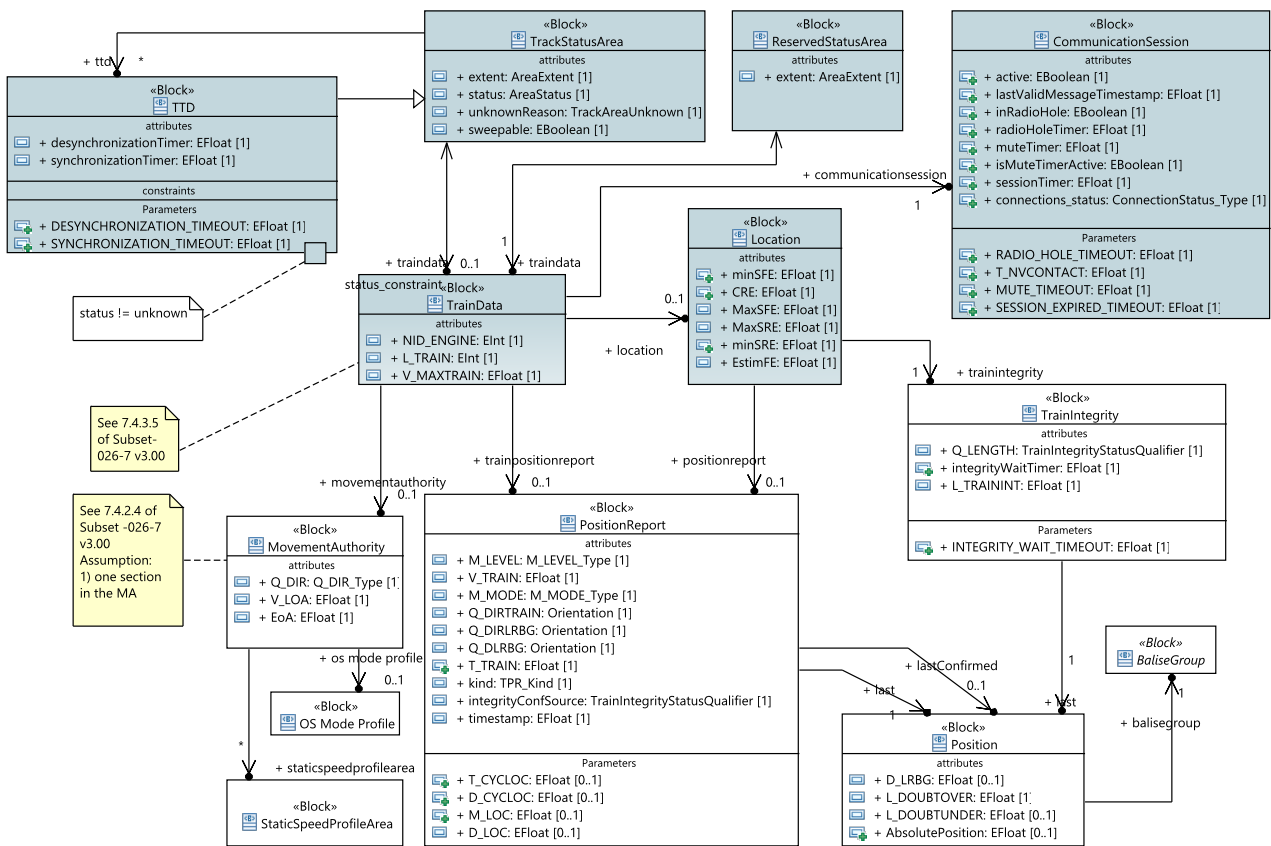 «Block»
TrackStatusArea
attributes
+ extent: AreaExtent [1]
+ status: AreaStatus [1]
+ unknownReason: TrackAreaUnknown [1]
+ sweepable: EBoolean [1]
«Block»
ReservedStatusArea
attributes
+ extent: AreaExtent [1]
«Block»
CommunicationSession
attributes
+ active: EBoolean [1]
+ lastValidMessageTimestamp: EFloat [1]
+ inRadioHole: EBoolean [1]
+ radioHoleTimer: EFloat [1]
+ muteTimer: EFloat [1]
+ isMuteTimerActive: EBoolean [1]
+ sessionTimer: EFloat [1]
+ connections_status: ConnectionStatus_Type [1]
Parameters
+ RADIO_HOLE_TIMEOUT: EFloat [1]
+ T_NVCONTACT: EFloat [1]
+ MUTE_TIMEOUT: EFloat [1]
+ SESSION_EXPIRED_TIMEOUT: EFloat [1]
+ ttd
*
«Block»
TTD
attributes
+ desynchronizationTimer: EFloat [1]
+ synchronizationTimer: EFloat [1]
constraints
Parameters
+ DESYNCHRONIZATION_TIMEOUT: EFloat [1]
+ SYNCHRONIZATION_TIMEOUT: EFloat [1]
status != unknown
+ communicationsession
1
1
+ traindata
0..1
+ traindata
status_constraint
«Block»
TrainData
attributes
+ NID_ENGINE: EInt [1]
+ L_TRAIN: EInt [1]
+ V_MAXTRAIN: EFloat [1]
«Block»
Location
attributes
+ minSFE: EFloat [1]
+ CRE: EFloat [1]
+ MaxSFE: EFloat [1]
+ MaxSRE: EFloat [1]
+ minSRE: EFloat [1]
+ EstimFE: EFloat [1]
0..1
+ location
1
+ trainintegrity
«Block»
TrainIntegrity
attributes
+ Q_LENGTH: TrainIntegrityStatusQualifier [1]
+ integrityWaitTimer: EFloat [1]
+ L_TRAININT: EFloat [1]
Parameters
+ INTEGRITY_WAIT_TIMEOUT: EFloat [1]
See 7.4.3.5
of Subset-
026-7 v3.00
See 7.4.2.4 of
Subset -026-7
v3.00
Assumption:
1) one section
in the MA
+ movementauthority
0..1
+ trainpositionreport
0..1
+ positionreport
0..1
«Block»
MovementAuthority
attributes
+ Q_DIR: Q_DIR_Type [1]
+ V_LOA: EFloat [1]
+ EoA: EFloat [1]
+ os mode profile
0..1
«Block»
OS Mode Profile
*
+ staticspeedprofilearea
«Block»
StaticSpeedProfileArea
«Block»
PositionReport
attributes
+ M_LEVEL: M_LEVEL_Type [1]
+ V_TRAIN: EFloat [1]
+ M_MODE: M_MODE_Type [1]
+ Q_DIRTRAIN: Orientation [1]
+ Q_DIRLRBG: Orientation [1]
+ Q_DLRBG: Orientation [1]
+ T_TRAIN: EFloat [1]
+ kind: TPR_Kind [1]
+ integrityConfSource: TrainIntegrityStatusQualifier [1]
+ timestamp: EFloat [1]
Parameters
+ T_CYCLOC: EFloat [0..1]
+ D_CYCLOC: EFloat [0..1]
+ M_LOC: EFloat [0..1]
+ D_LOC: EFloat [0..1]
+ lastConfirmed
0..1
+ last
1
1
+ last
«Block»
BaliseGroup
1
+ balisegroup
«Block»
Position
attributes
+ D_LRBG: EFloat [0..1]
+ L_DOUBTOVER: EFloat [1]
+ L_DOUBTUNDER: EFloat [0..1]
+ AbsolutePosition: EFloat [0..1]